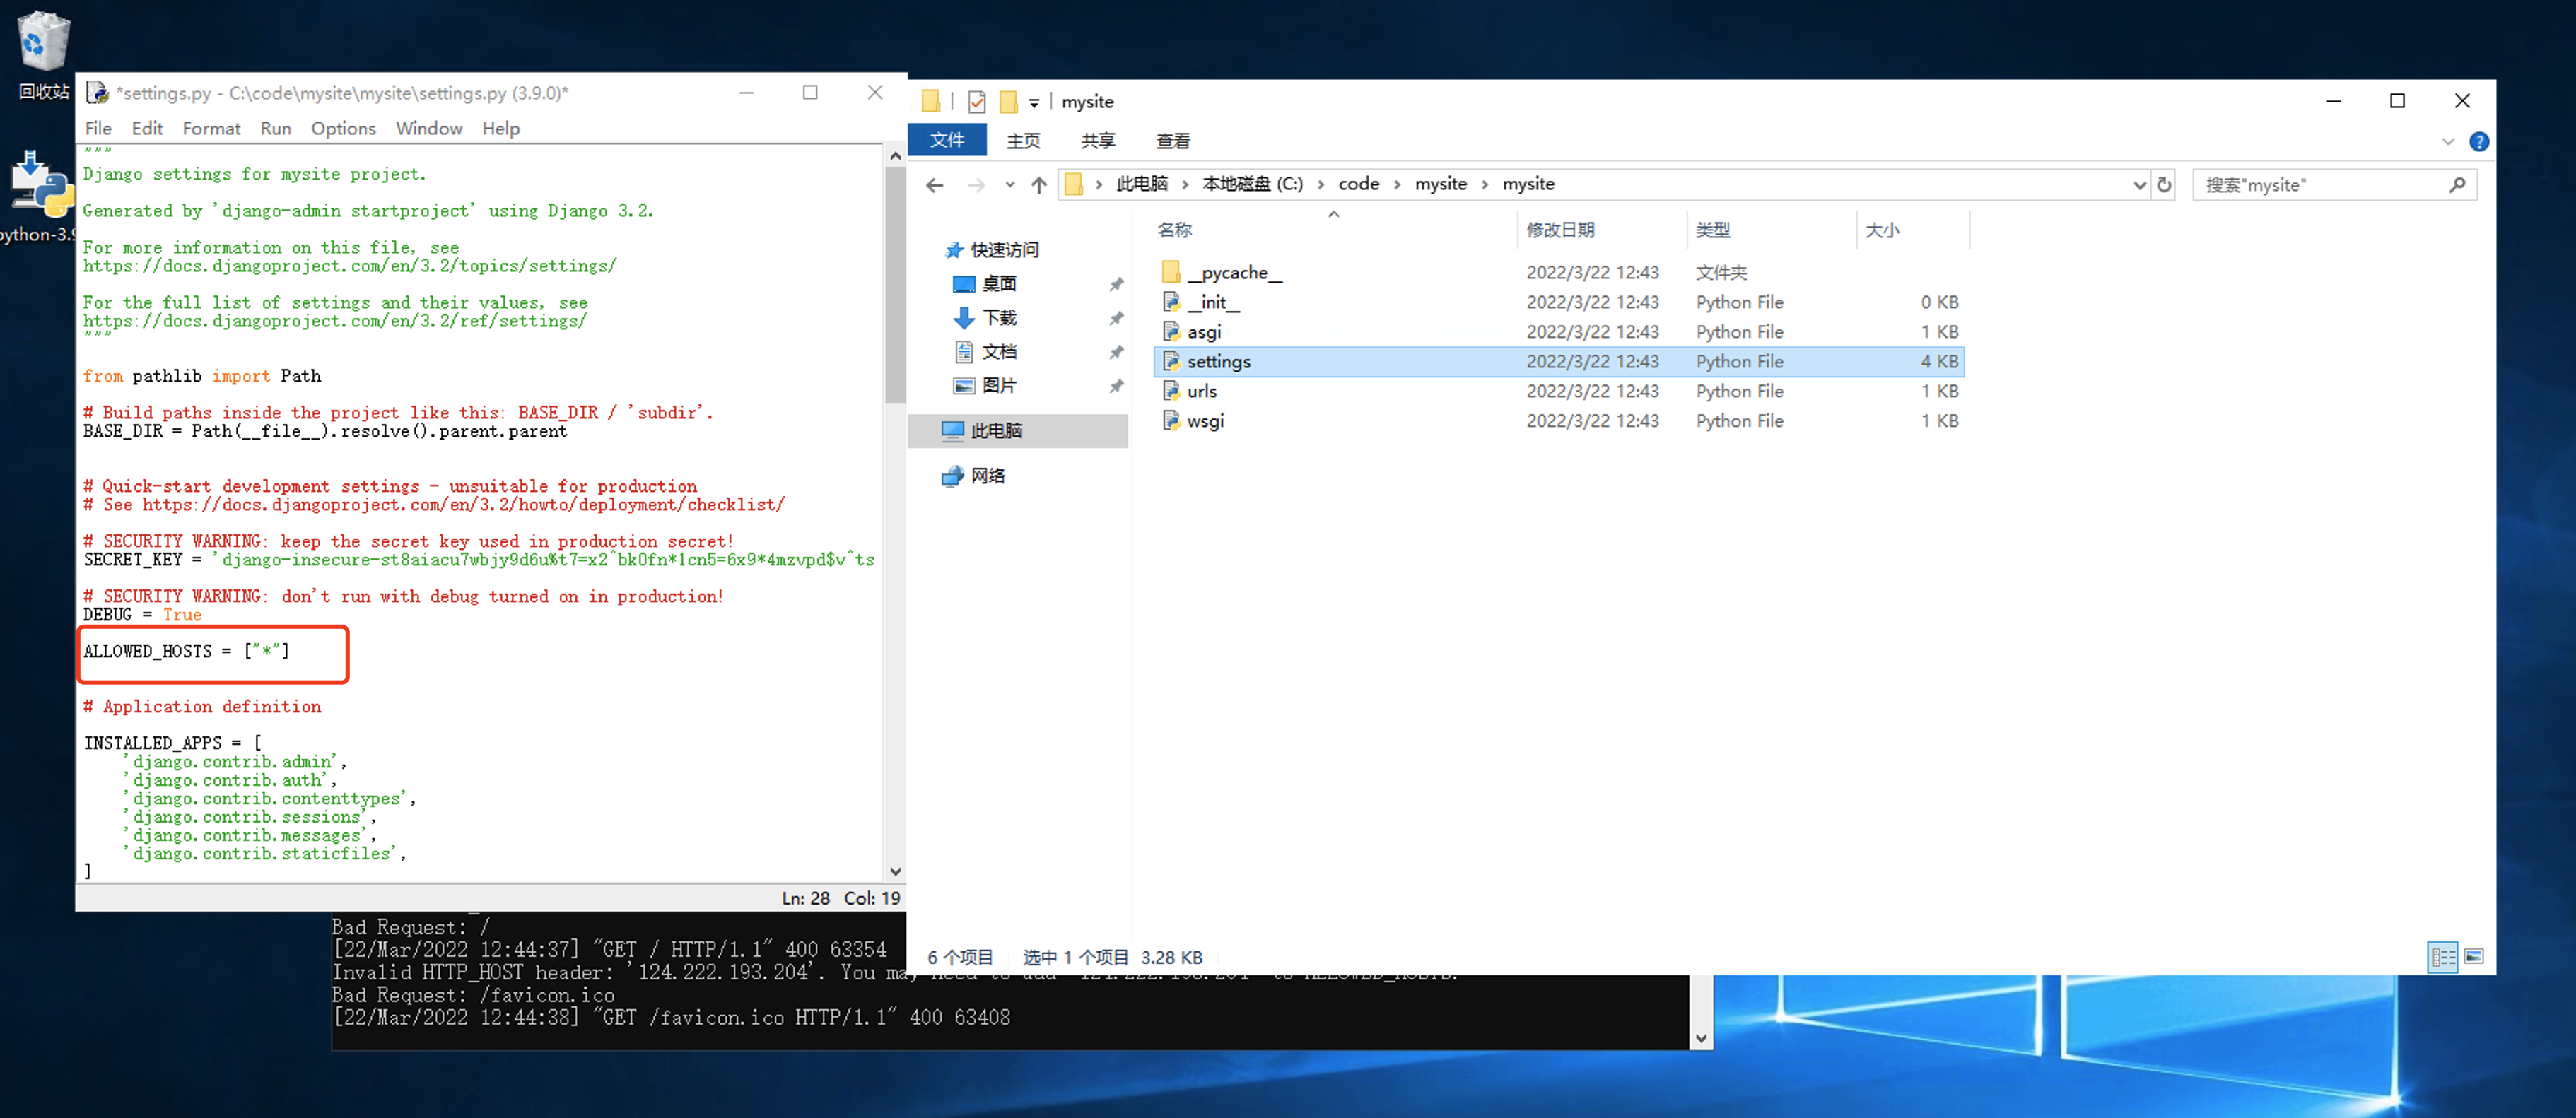 回收站
python-3.9
*settings.py - C:\code\mysite\mysite\settings.py (3.9.0)*
File Edit Format Run Options Window Help
"""
Django settings for mysite project.
Generated by 'django-admin startproject' using Django 3.2.
For more information on this file, see
https://docs.djangoproject.com/en/3.2/topics/settings/
For the full list of settings and their values, see
https://docs.djangoproject.com/en/3.2/ref/settings/
"""
from pathlib import Path
# Build paths inside the project like this: BASE_DIR / 'subdir'.
BASE_DIR = Path(__file__).resolve().parent.parent
# Quick-start development settings - unsuitable for production
# See https://docs.djangoproject.com/en/3.2/howto/deployment/checklist/
# SECURITY WARNING: keep the secret key used in production secret!
SECRET_KEY = 'django-insecure-st8aiacu7wbjy9d6u%t7=x2^bk0fn*1cn5=6x9*4mzvpd$v^ts
# SECURITY WARNING: don't run with debug turned on in production!
DEBUG = True
ALLOWED_HOSTS = ["*"]
# Application definition
INSTALLED_APPS = [
'django.contrib.admin',
'django.contrib.auth',
'django.contrib.contenttypes',
'django.contrib.sessions',
'django.contrib.messages',
'django.contrib.staticfiles',
]
Ln: 28 Col: 19
mysite
文件 主页 共享 查看
此电脑 › 本地磁盘 (C:) › code › mysite › mysite
搜索"mysite"
快速访问
桌面
下载
文档
图片
此电脑
网络
名称 修改日期 类型 大小
__pycache__ 2022/3/22 12:43 文件夹
__init__ 2022/3/22 12:43 Python File 0 KB
asgi 2022/3/22 12:43 Python File 1 KB
settings 2022/3/22 12:43 Python File 4 KB
urls 2022/3/22 12:43 Python File 1 KB
wsgi 2022/3/22 12:43 Python File 1 KB
6 个项目 选中 1 个项目 3.28 KB
Bad Request: /
[22/Mar/2022 12:44:37] "GET / HTTP/1.1" 400 63354
Invalid HTTP_HOST header: '124.222.193.204'. You may need to add '124.222.193.204' to ALLOWED_HOSTS.
Bad Request: /favicon.ico
[22/Mar/2022 12:44:38] "GET /favicon.ico HTTP/1.1" 400 63408